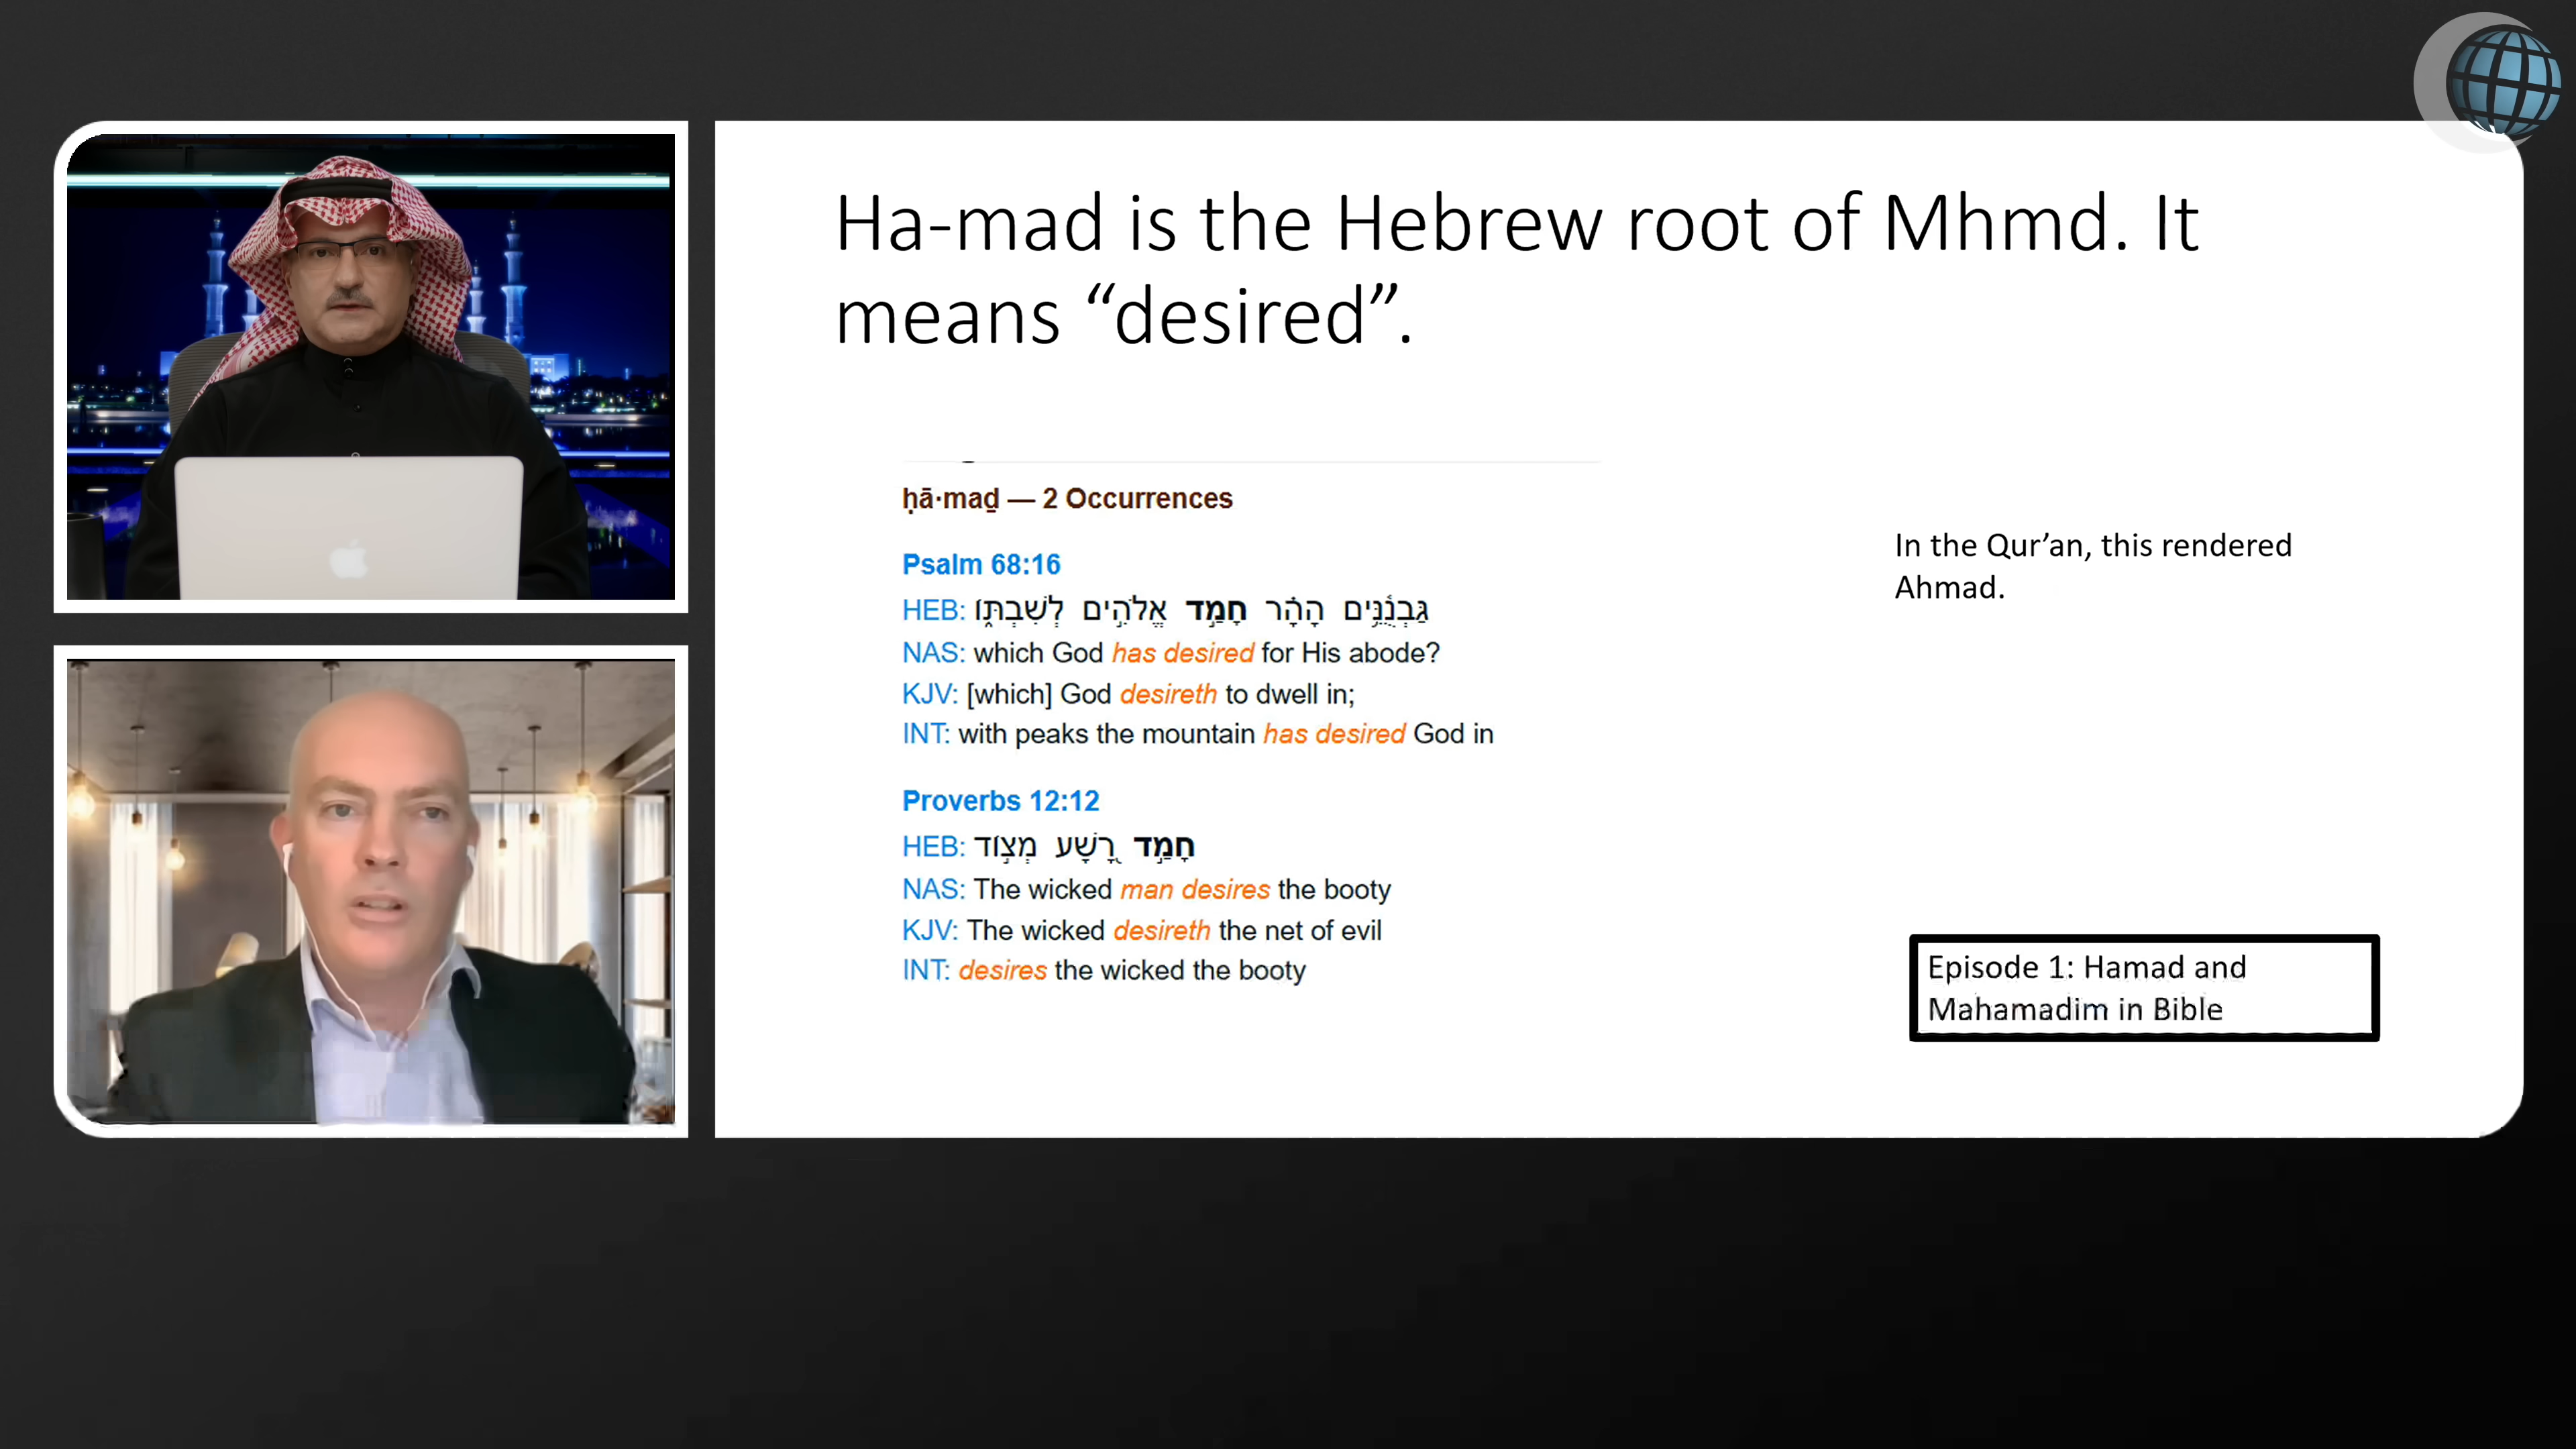 Ha-mad is the Hebrew root of Mhmd. It
means “desired”.
ḥā·maḏ — 2 Occurrences
Psalm 68:16
HEB: גַּבְנֻנִּ֥ים הָהָ֗ר חָמַ֣ד אֱלֹהִ֣ים לְשִׁבְתּ֑וֹ
NAS: which God has desired for His abode?
KJV: [which] God desireth to dwell in;
INT: with peaks the mountain has desired God in
Proverbs 12:12
HEB: חָמַ֣ד רָ֭שָׁע מְצ֣וֹד
NAS: The wicked man desires the booty
KJV: The wicked desireth the net of evil
INT: desires the wicked the booty
In the Qur’an, this rendered
Ahmad.
Episode 1: Hamad and
Mahamadim in Bible